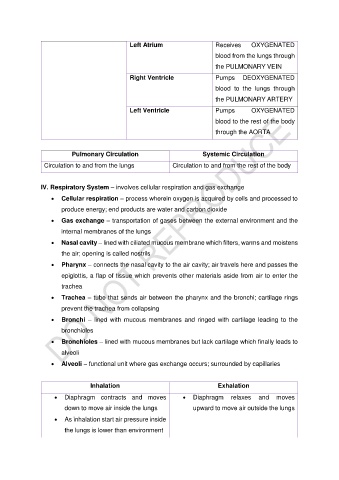 Left Atrium Receives OXYGENATED
blood from the lungs through
the PULMONARY VEIN
Right Ventricle Pumps DEOXYGENATED
blood to the lungs through
the PULMONARY ARTERY
Left Ventricle Pumps OXYGENATED
blood to the rest of the body
through the AORTA
Pulmonary Circulation Systemic Circulation
Circulation to and from the lungs Circulation to and from the rest of the body
IV. Respiratory System – involves cellular respiration and gas exchange
• Cellular respiration – process wherein oxygen is acquired by cells and processed to
produce energy; end products are water and carbon dioxide
• Gas exchange – transportation of gases between the external environment and the
internal membranes of the lungs
• Nasal cavity – lined with ciliated mucous membrane which filters, warms and moistens
the air; opening is called nostrils
• Pharynx – connects the nasal cavity to the air cavity; air travels here and passes the
epiglottis, a flap of tissue which prevents other materials aside from air to enter the
trachea
• Trachea – tube that sends air between the pharynx and the bronchi; cartilage rings
prevent the trachea from collapsing
• Bronchi – lined with mucous membranes and ringed with cartilage leading to the
bronchioles
• Bronchioles – lined with mucous membranes but lack cartilage which finally leads to
alveoli
• Alveoli – functional unit where gas exchange occurs; surrounded by capillaries
Inhalation Exhalation
• Diaphragm contracts and moves
down to move air inside the lungs
• As inhalation start air pressure inside
the lungs is lower than environment
• Diaphragm relaxes and moves
upward to move air outside the lungs
DO NOT REPRODUCE